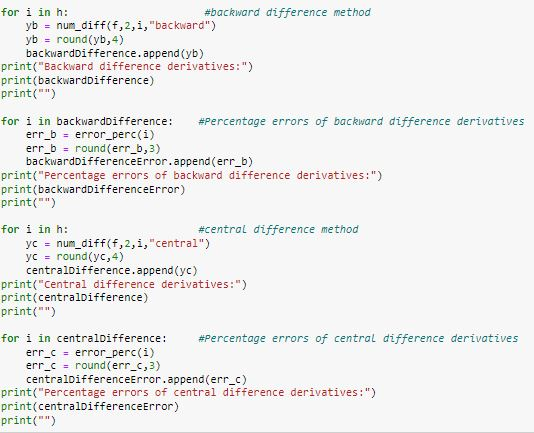 for i in h:                         #backward difference method
    yb = num_diff(f,2,i,"backward")
    yb = round(yb,4)
    backwardDifference.append(yb)
print("Backward difference derivatives:")
print(backwardDifference)
print("")
for i in backwardDifference:    #Percentage errors of backward difference derivatives
    err_b = error_perc(i)
    err_b = round(err_b,3)
    backwardDifferenceError.append(err_b)
print("Percentage errors of backward difference derivatives:")
print(backwardDifferenceError)
print("")
for i in h:                     #central difference method
    yc = num_diff(f,2,i,"central")
    yc = round(yc,4)
    centralDifference.append(yc)
print("Central difference derivatives:")
print(centralDifference)
print("")
for i in centralDifference:     #Percentage errors of central difference derivatives
    err_c = error_perc(i)
    err_c = round(err_c,3)
    centralDifferenceError.append(err_c)
print("Percentage errors of central difference derivatives:")
print(centralDifferenceError)
print("")